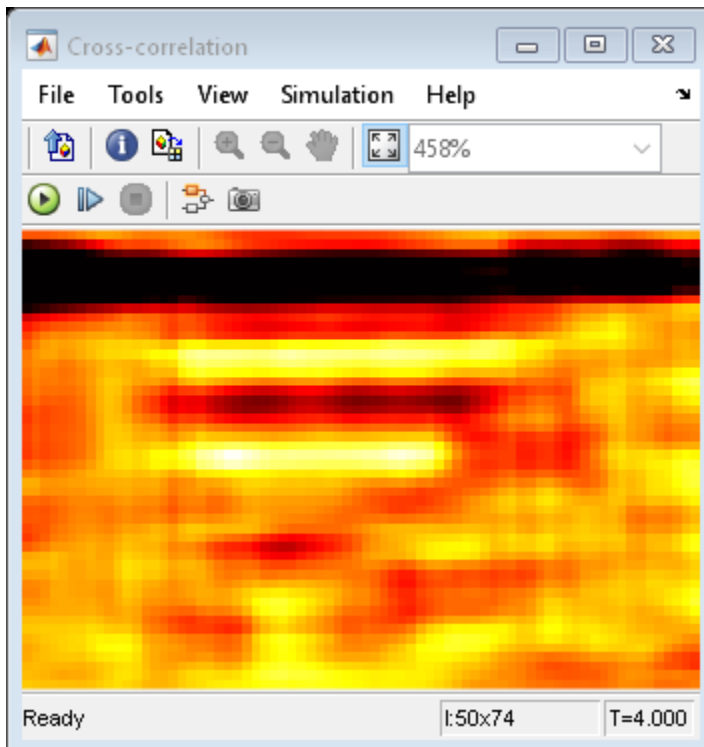 Cross-correlation
File Tools View Simulation Help
458%
Ready I:50x74 T=4.000